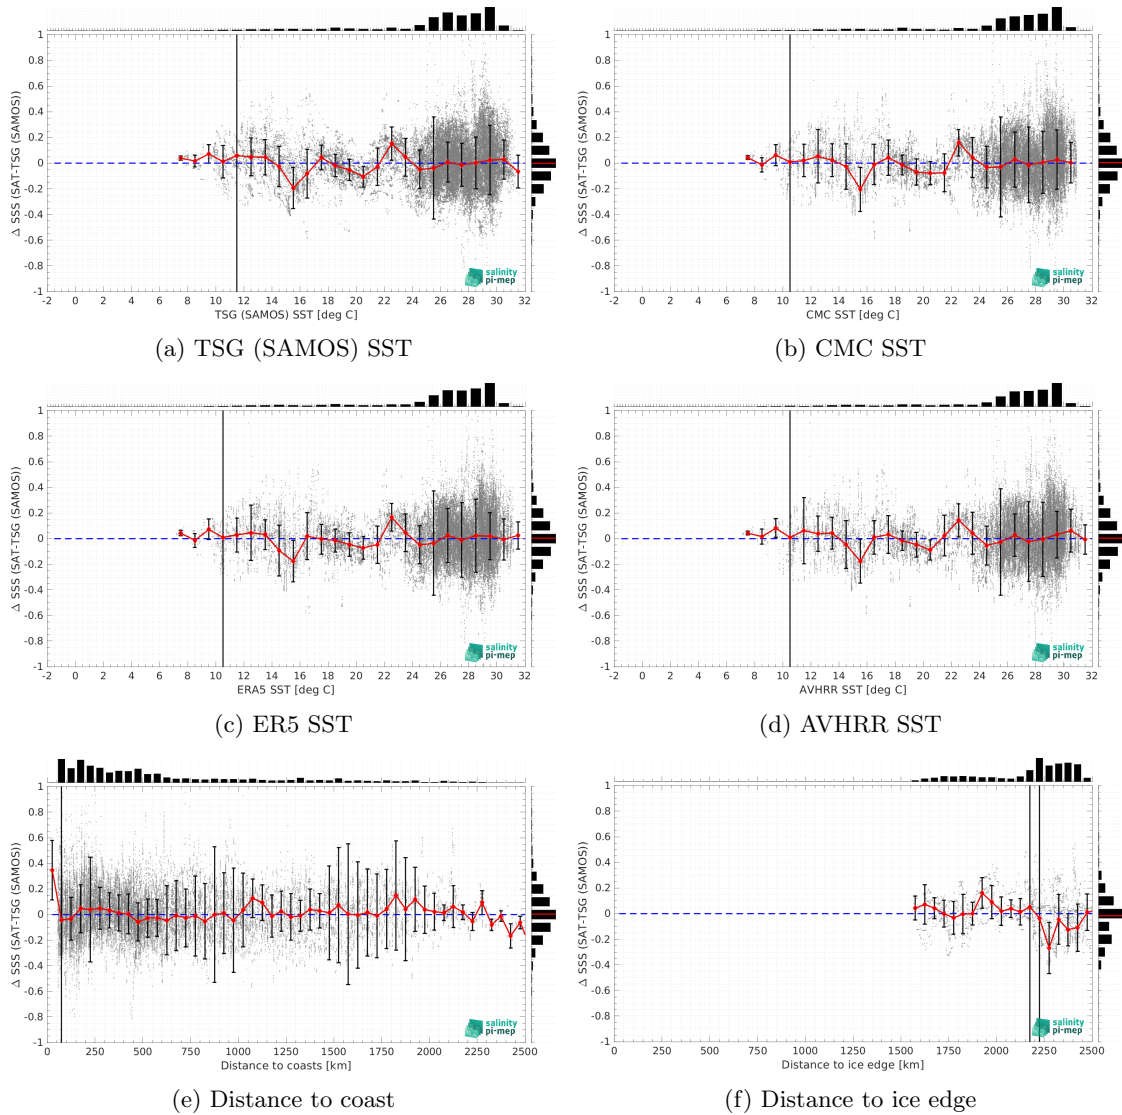 1
0.8
0.6
0.4
0.2
0
-0.2
-0.4
-0.6
-0.8
-1
Δ SSS (SAT-TSG (SAMOS))
salinity
pi-mep
-2 0 2 4 6 8 10 12 14 16 18 20 22 24 26 28 30 32
TSG (SAMOS) SST [deg C]
(a) TSG (SAMOS) SST
1
0.8
0.6
0.4
0.2
0
-0.2
-0.4
-0.6
-0.8
-1
Δ SSS (SAT-TSG (SAMOS))
salinity
pi-mep
-2 0 2 4 6 8 10 12 14 16 18 20 22 24 26 28 30 32
CMC SST [deg C]
(b) CMC SST
1
0.8
0.6
0.4
0.2
0
-0.2
-0.4
-0.6
-0.8
-1
Δ SSS (SAT-TSG (SAMOS))
salinity
pi-mep
-2 0 2 4 6 8 10 12 14 16 18 20 22 24 26 28 30 32
ERA5 SST [deg C]
(c) ER5 SST
1
0.8
0.6
0.4
0.2
0
-0.2
-0.4
-0.6
-0.8
-1
Δ SSS (SAT-TSG (SAMOS))
salinity
pi-mep
-2 0 2 4 6 8 10 12 14 16 18 20 22 24 26 28 30 32
AVHRR SST [deg C]
(d) AVHRR SST
1
0.8
0.6
0.4
0.2
0
-0.2
-0.4
-0.6
-0.8
-1
Δ SSS (SAT-TSG (SAMOS))
salinity
pi-mep
0 250 500 750 1000 1250 1500 1750 2000 2250 2500
Distance to coasts [km]
(e) Distance to coast
1
0.8
0.6
0.4
0.2
0
-0.2
-0.4
-0.6
-0.8
-1
Δ SSS (SAT-TSG (SAMOS))
salinity
pi-mep
0 250 500 750 1000 1250 1500 1750 2000 2250 2500
Distance to ice edge [km]
(f) Distance to ice edge